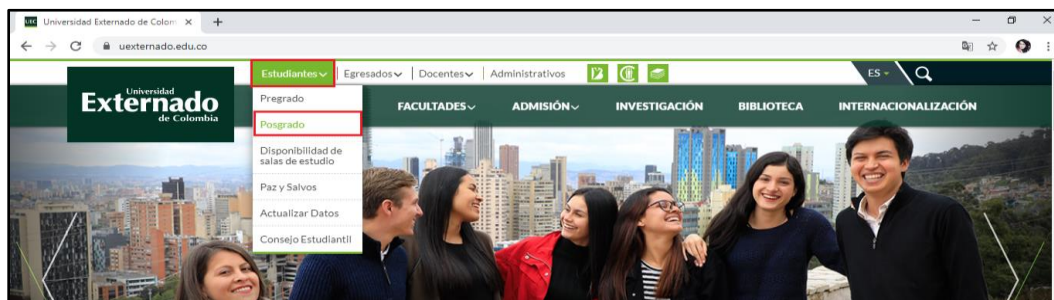 UEC Universidad Externado de Colom
uexternado.edu.co
Estudiantes Egresados Docentes Administrativos
ES
Universidad
Externado
de Colombia
FACULTADES ADMISIÓN INVESTIGACIÓN BIBLIOTECA INTERNACIONALIZACIÓN
Pregrado
Posgrado
Disponibilidad de
salas de estudio
Paz y Salvos
Actualizar Datos
Consejo Estudiantil